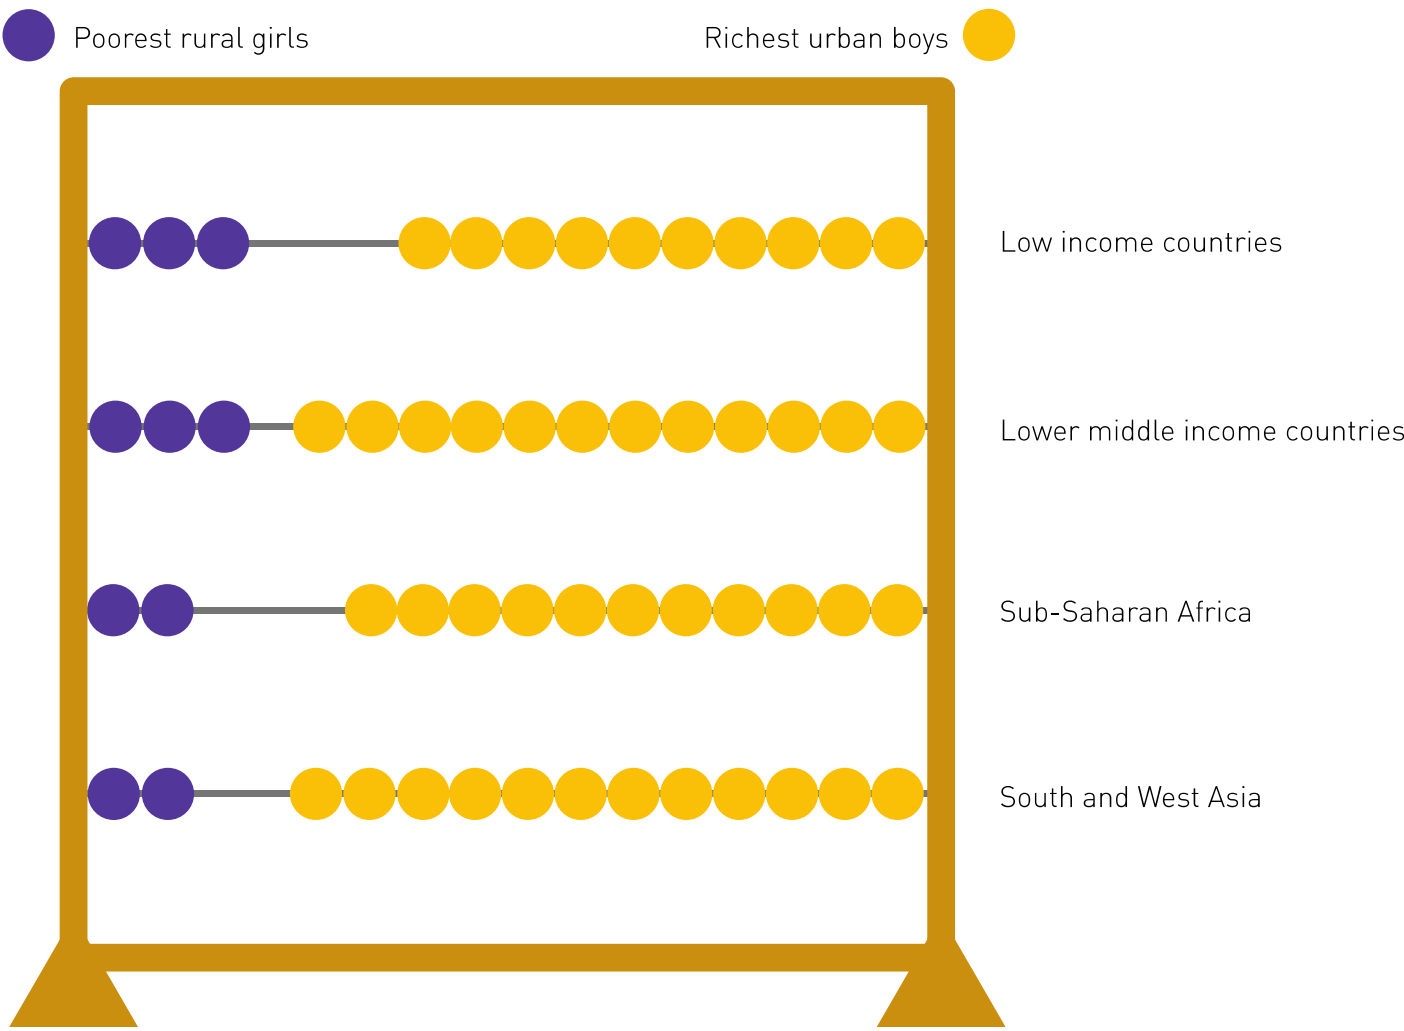 Poorest rural girls
Richest urban boys
Low income countries
Lower middle income countries
Sub-Saharan Africa
South and West Asia